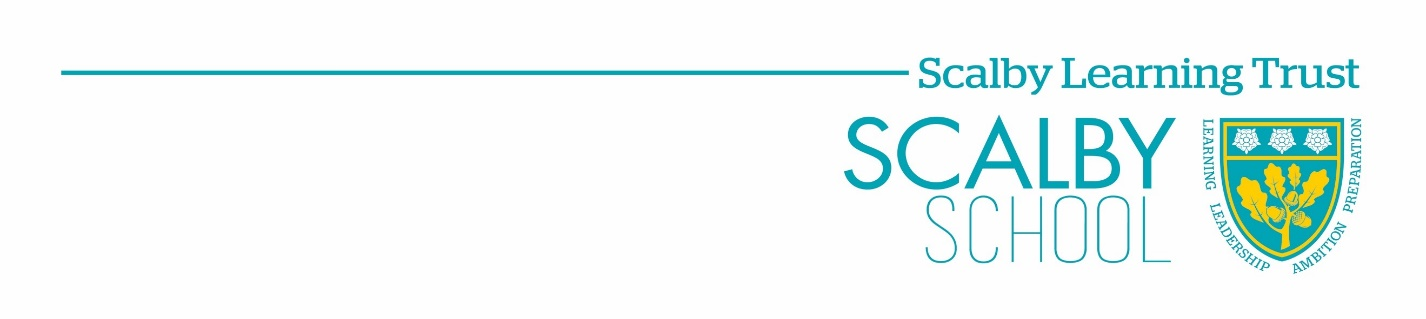 Scalby Learning Trust
SCALBY
SCHOOL
LEARNING LEADERSHIP AMBITION PREPARATION